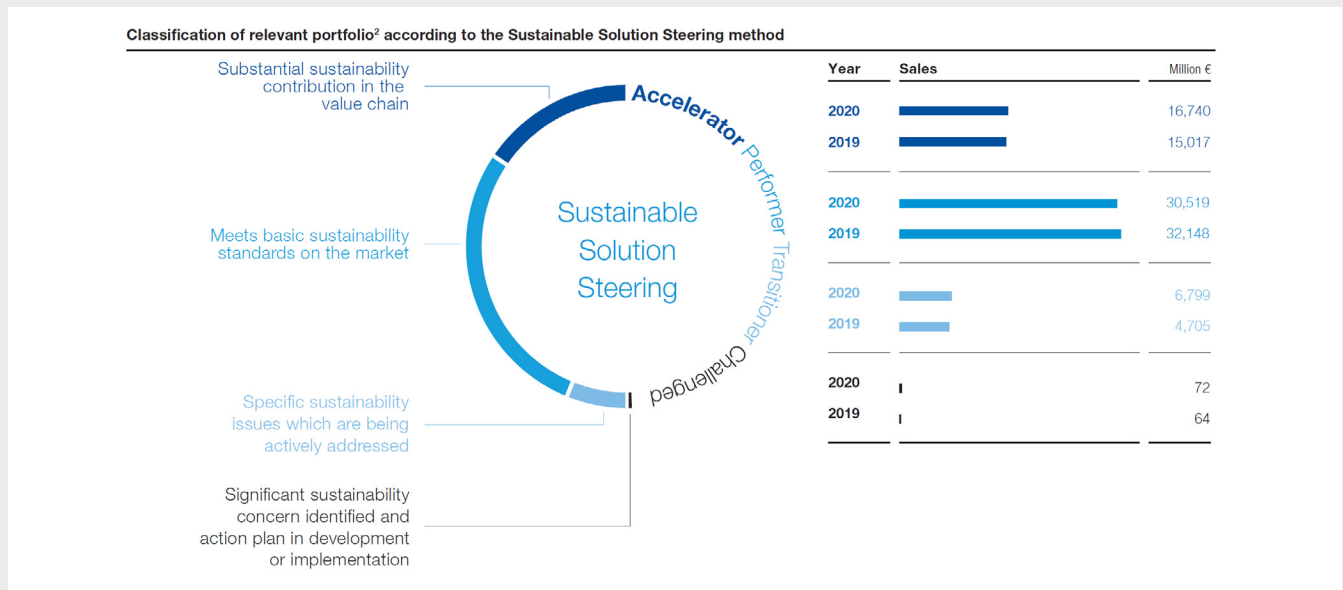 Classification of relevant portfolio² according to the Sustainable Solution Steering method
Substantial sustainability
contribution in the
value chain
Meets basic sustainability
standards on the market
Specific sustainability
issues which are being
actively addressed
Significant sustainability
concern identified and
action plan in development
or implementation
Sustainable
Solution
Steering
Accelerator
Performer
Transitioner
Challenged
Year Sales Million €
2020 16,740
2019 15,017
2020 30,519
2019 32,148
2020 6,799
2019 4,705
2020 72
2019 64